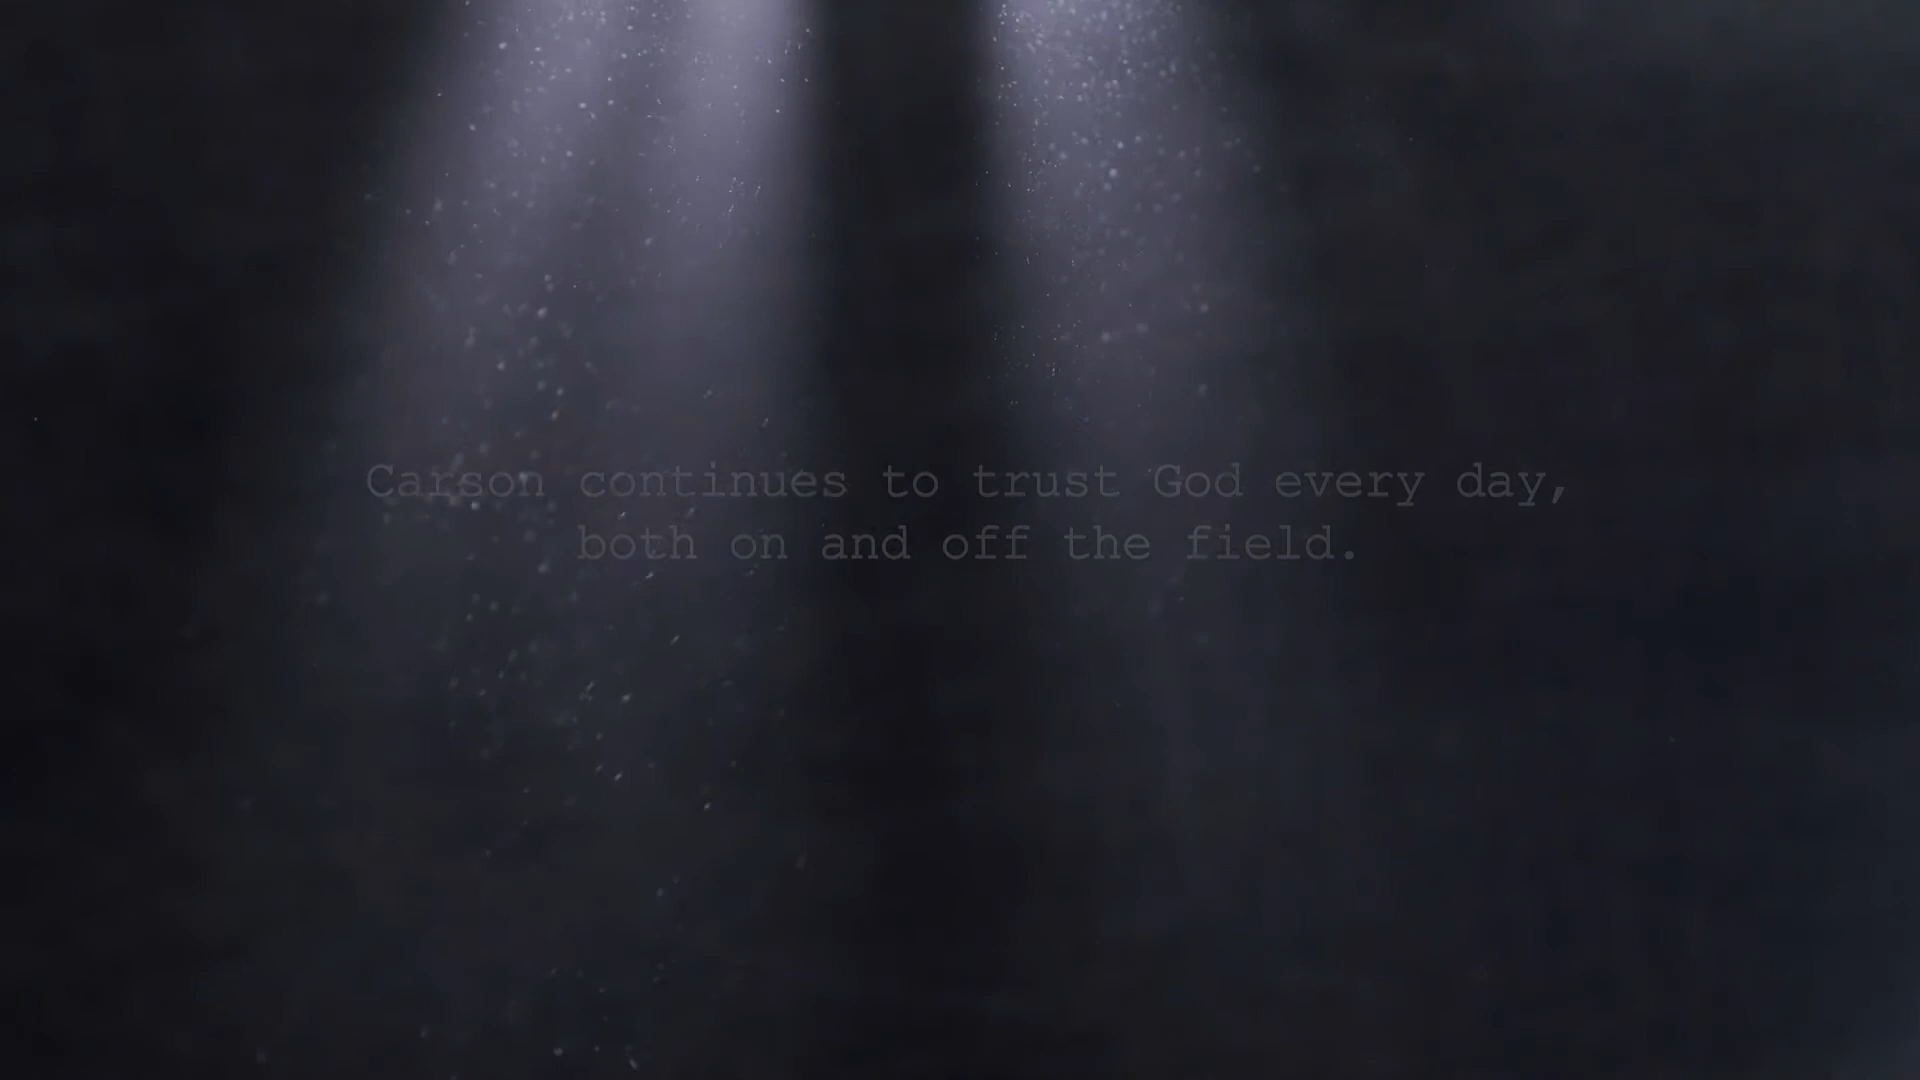 Carson continues to trust God every day,
both on and off the field.